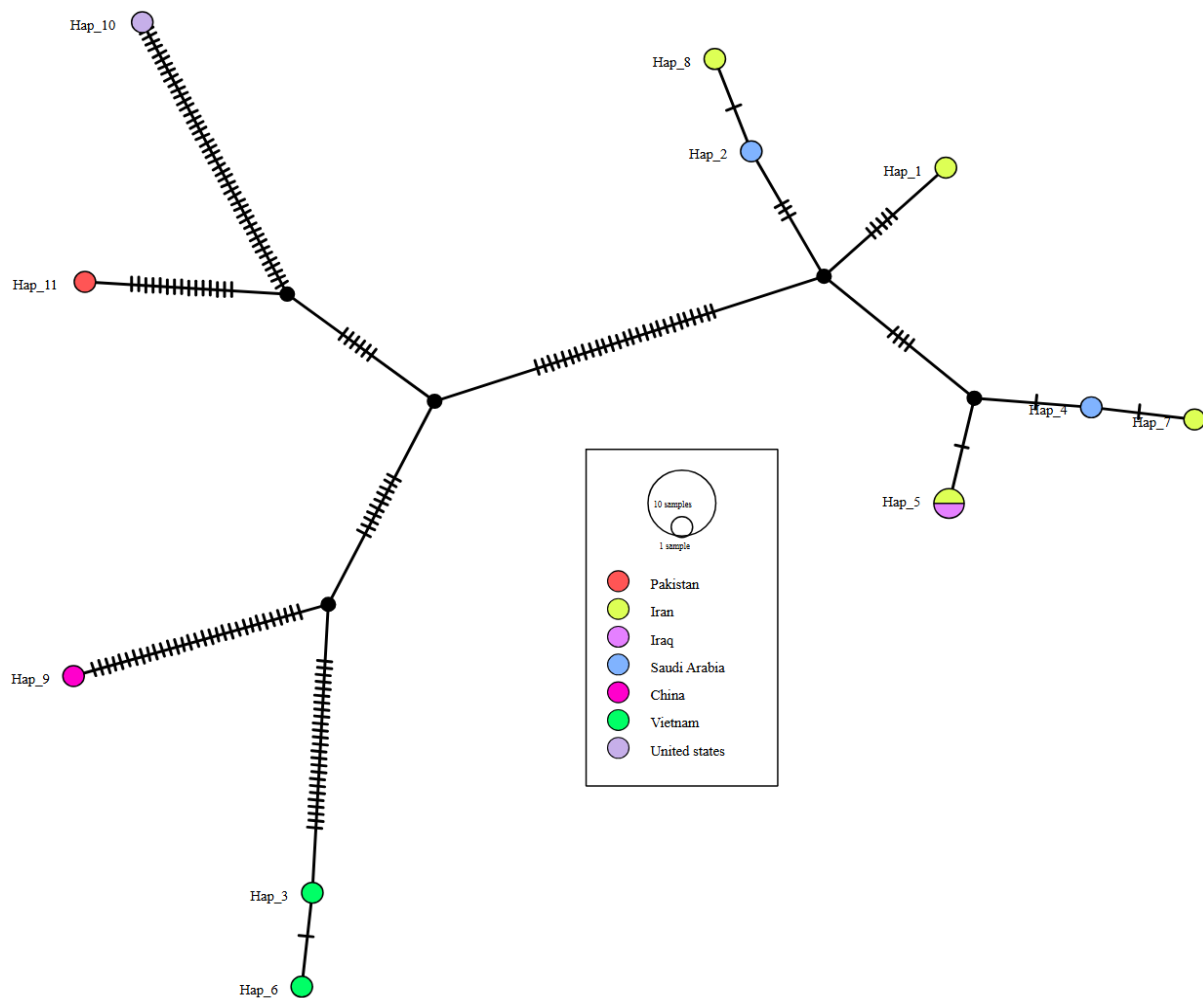 Hap_10
Hap_8
Hap_2
Hap_1
Hap_11
Hap_4
Hap_7
Hap_5
10 samples
1 sample
Pakistan
Iran
Iraq
Saudi Arabia
China
Vietnam
United states
Hap_9
Hap_3
Hap_6